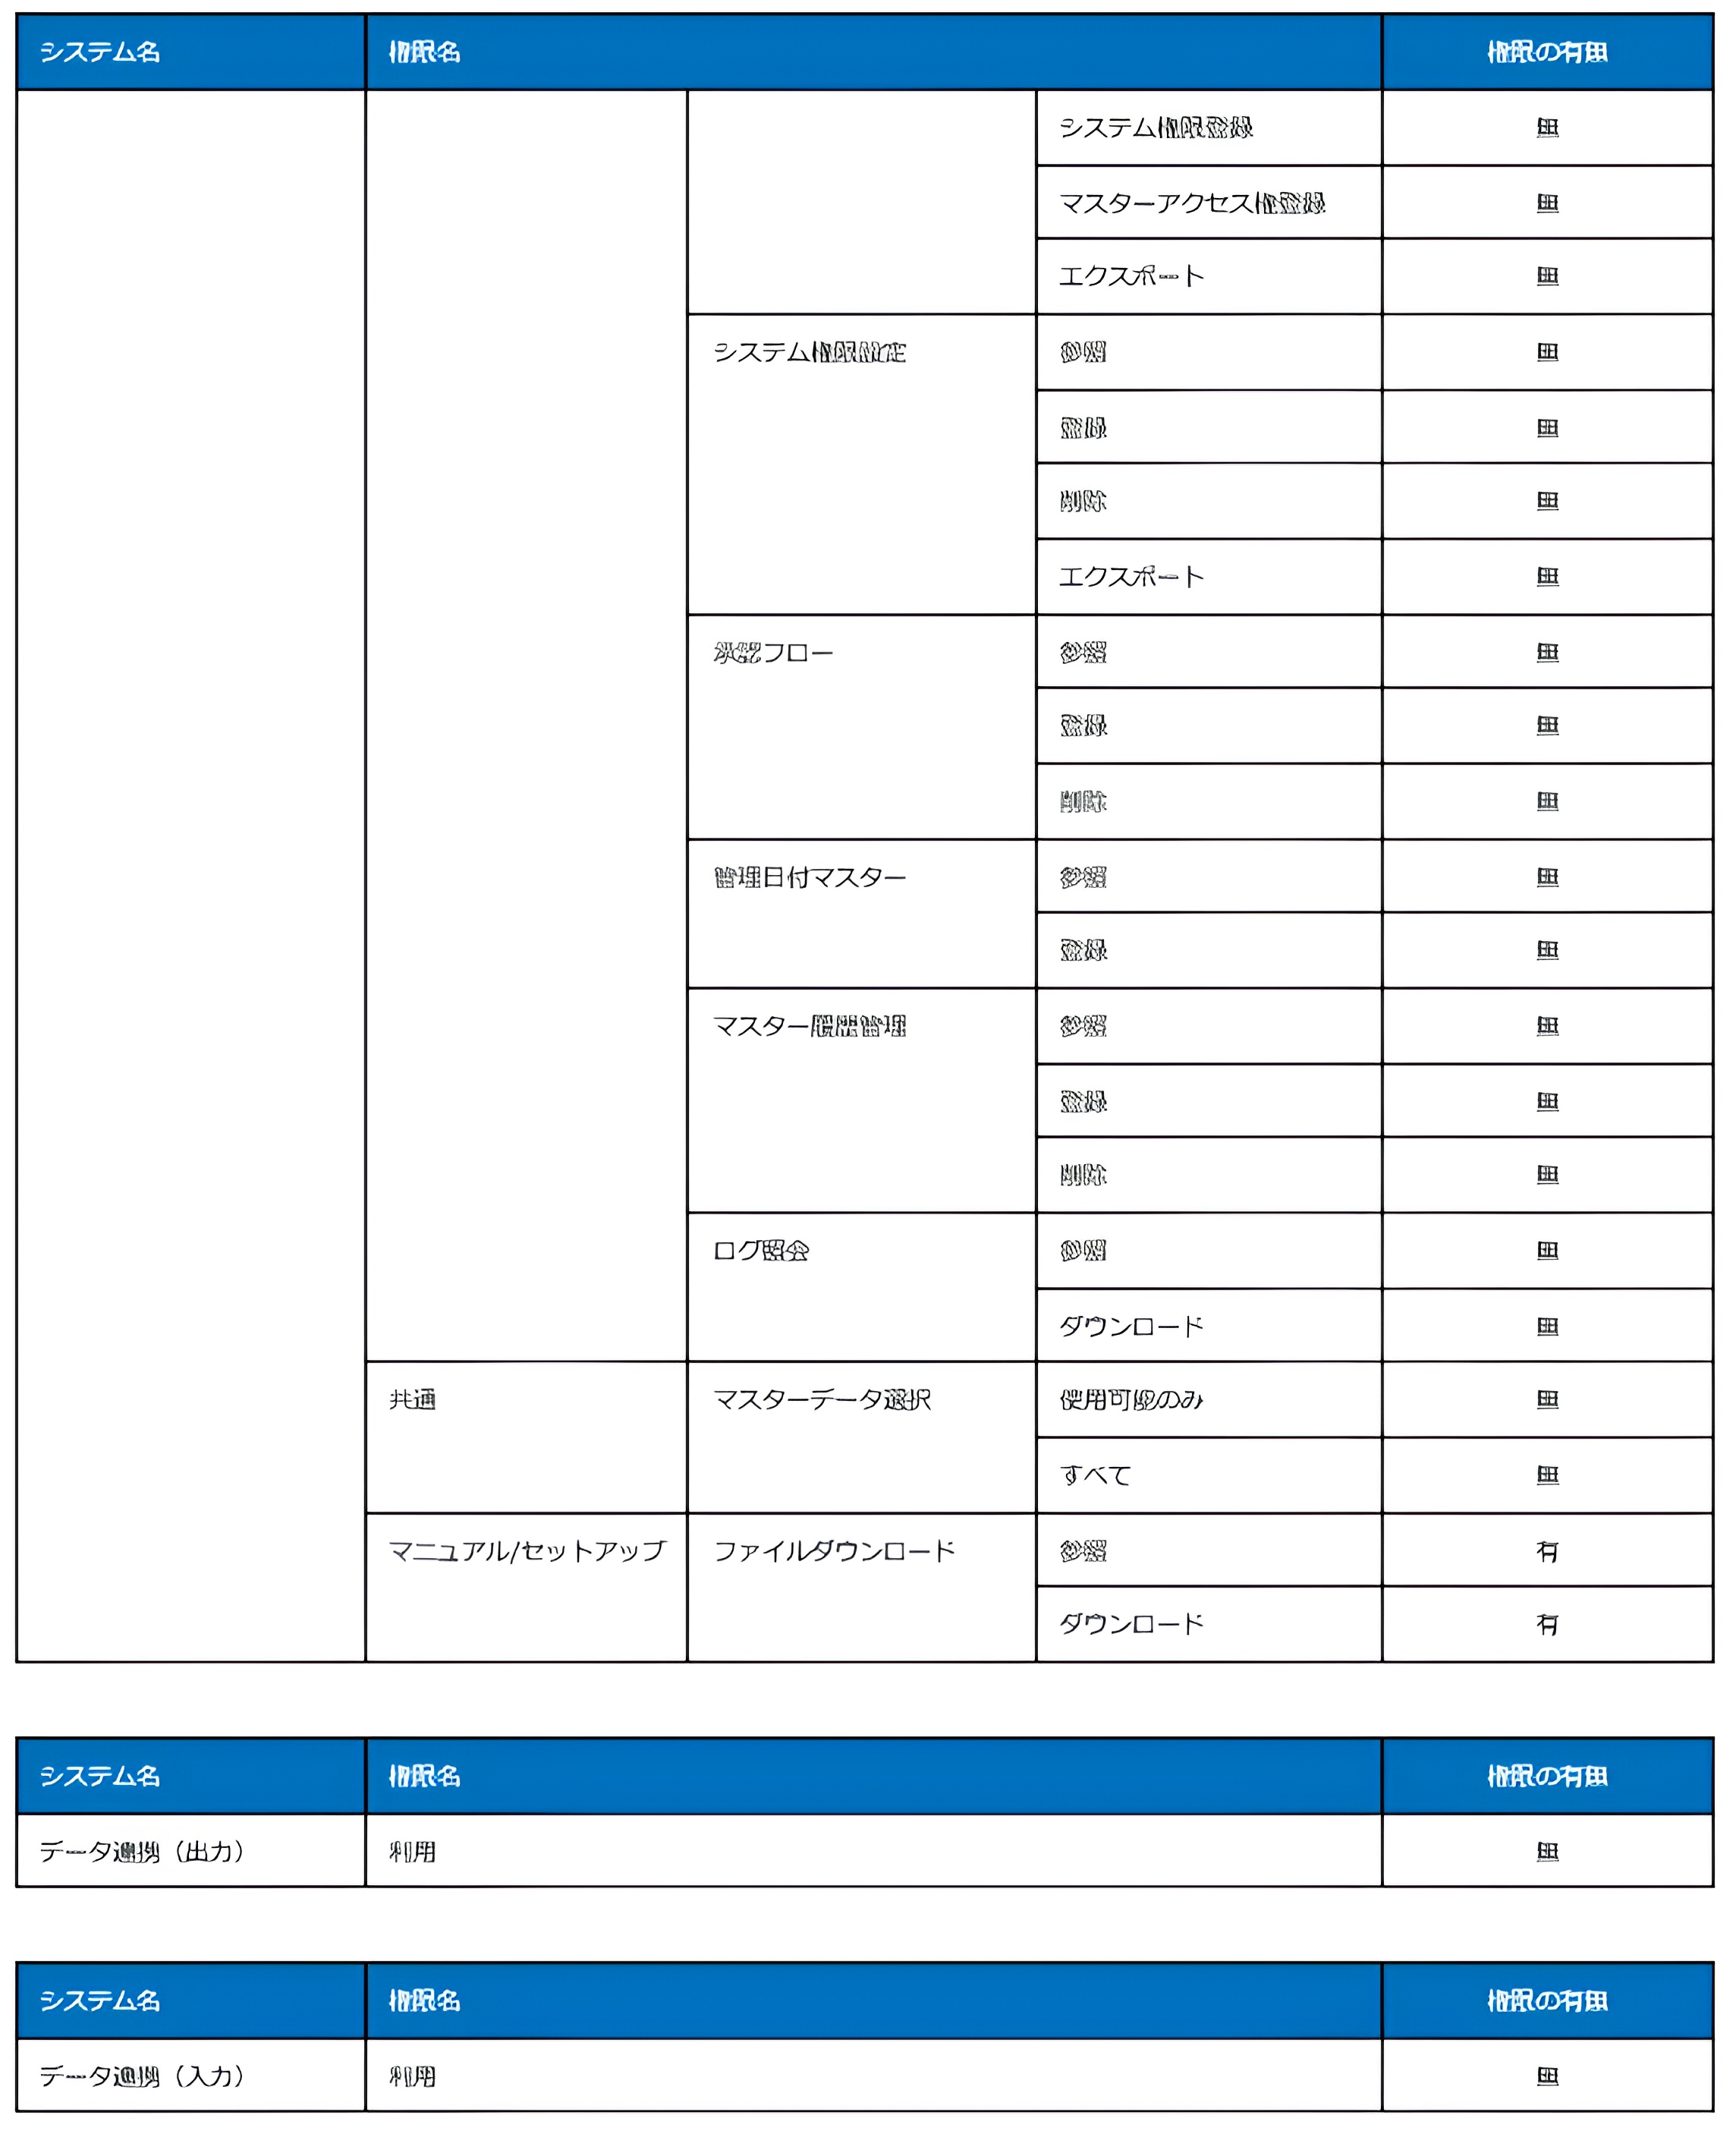 システム名 権限名 権限の有無
システム権限登録 無
マスターアクセス権登録 無
エクスポート 無
システム権限設定 参照 無
登録 無
削除 無
エクスポート 無
承認フロー 参照 無
登録 無
削除 無
管理日付マスター 参照 無
登録 無
マスター履歴管理 参照 無
登録 無
削除 無
ログ照会 参照 無
ダウンロード 無
共通 マスターデータ選択 使用可能のみ 無
すべて 無
マニュアル/セットアップ ファイルダウンロード 参照 有
ダウンロード 有
システム名 権限名 権限の有無
データ連携（出力） 利用 無
システム名 権限名 権限の有無
データ連携（入力） 利用 無